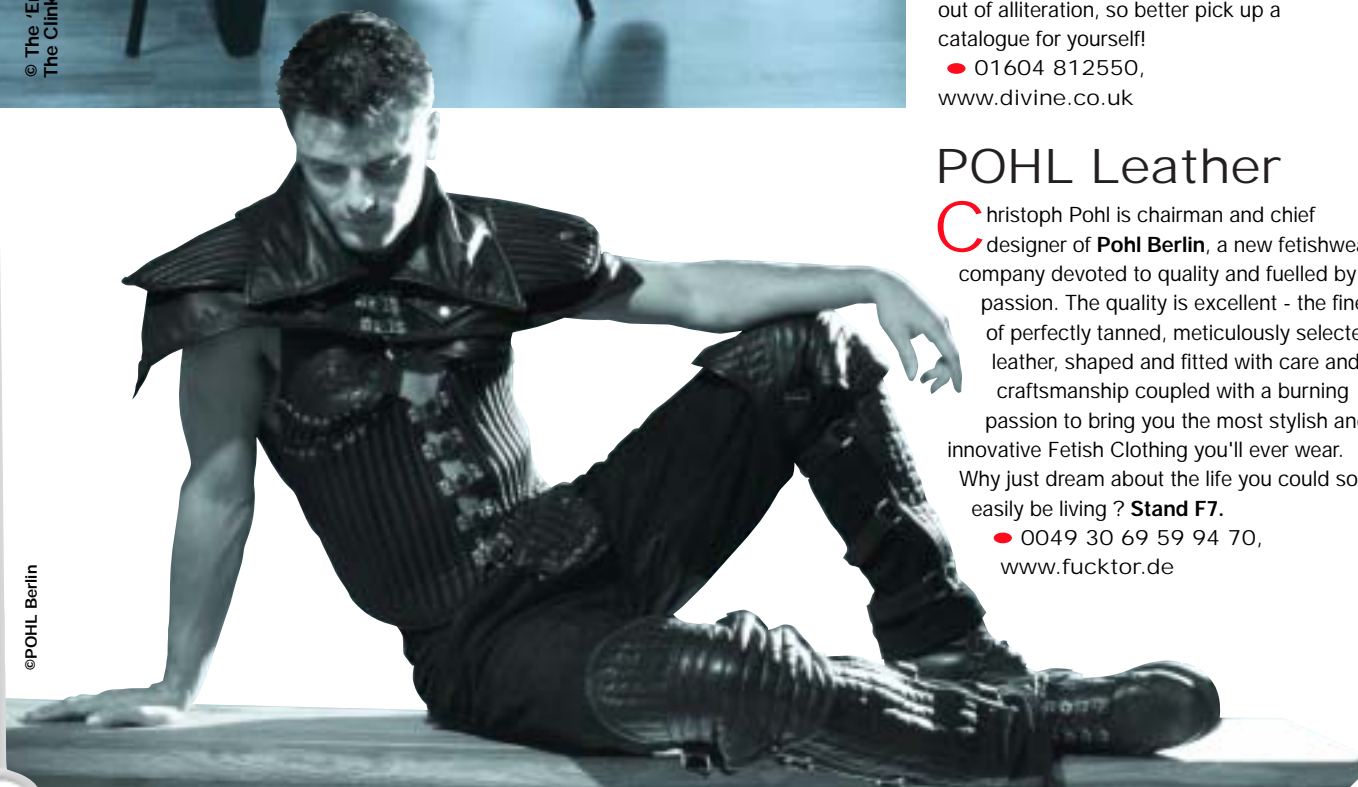 © The ‘E
The Clink
out of alliteration, so better pick up a
catalogue for yourself!
01604 812550,
www.divine.co.uk
POHL Leather
Christoph Pohl is chairman and chief
designer of Pohl Berlin, a new fetishwea
company devoted to quality and fuelled by
passion. The quality is excellent - the fine
of perfectly tanned, meticulously selecte
leather, shaped and fitted with care and
craftsmanship coupled with a burning
passion to bring you the most stylish an
innovative Fetish Clothing you'll ever wear.
Why just dream about the life you could so
easily be living ? Stand F7.
0049 30 69 59 94 70,
www.fucktor.de
©POHL Berlin